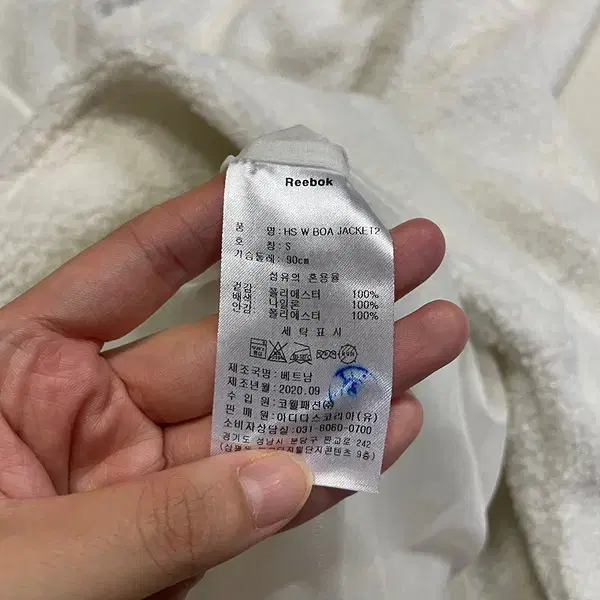 Reebok
품 명 : HS W BOA JACKET2
호 칭 : S
가슴둘레 : 90cm
섬유의 혼용율
겉감 폴리에스터 100%
배색 나일론 100%
안감: 폴리에스터 100%
세탁표시
제조국명 : 베트남
제조년월 : 2020.09
수 입 원 : 코웰패션㈜
판 매 원 : 아디다스코리아(유)
소비자상담실 : 031-6060-0700
경기도 성남시 분당구 판교로 242
9층)